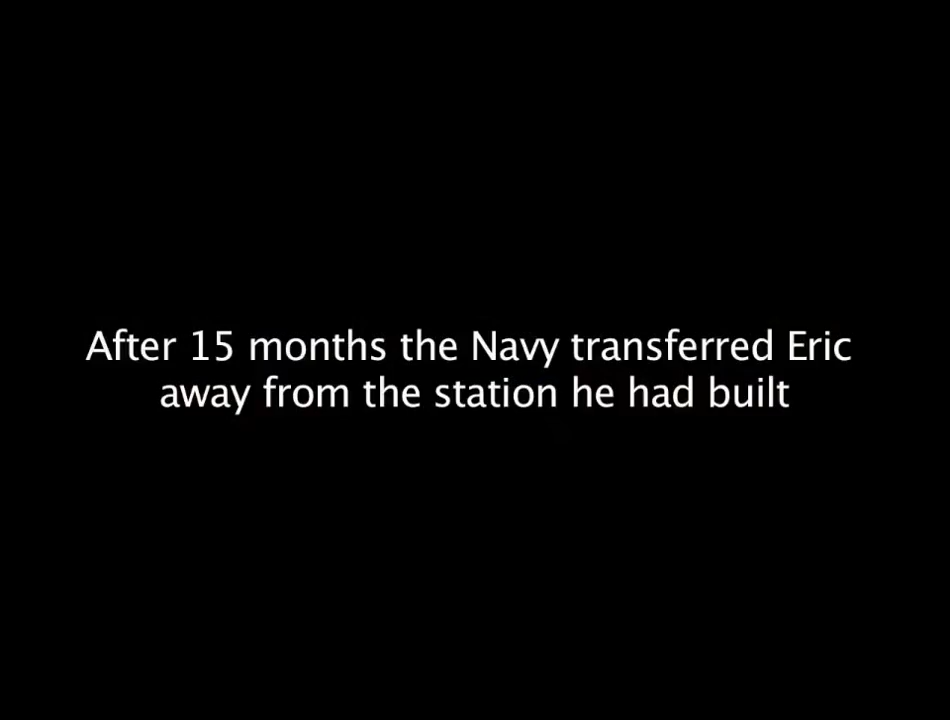 After 15 months the Navy transferred Eric
away from the station he had built